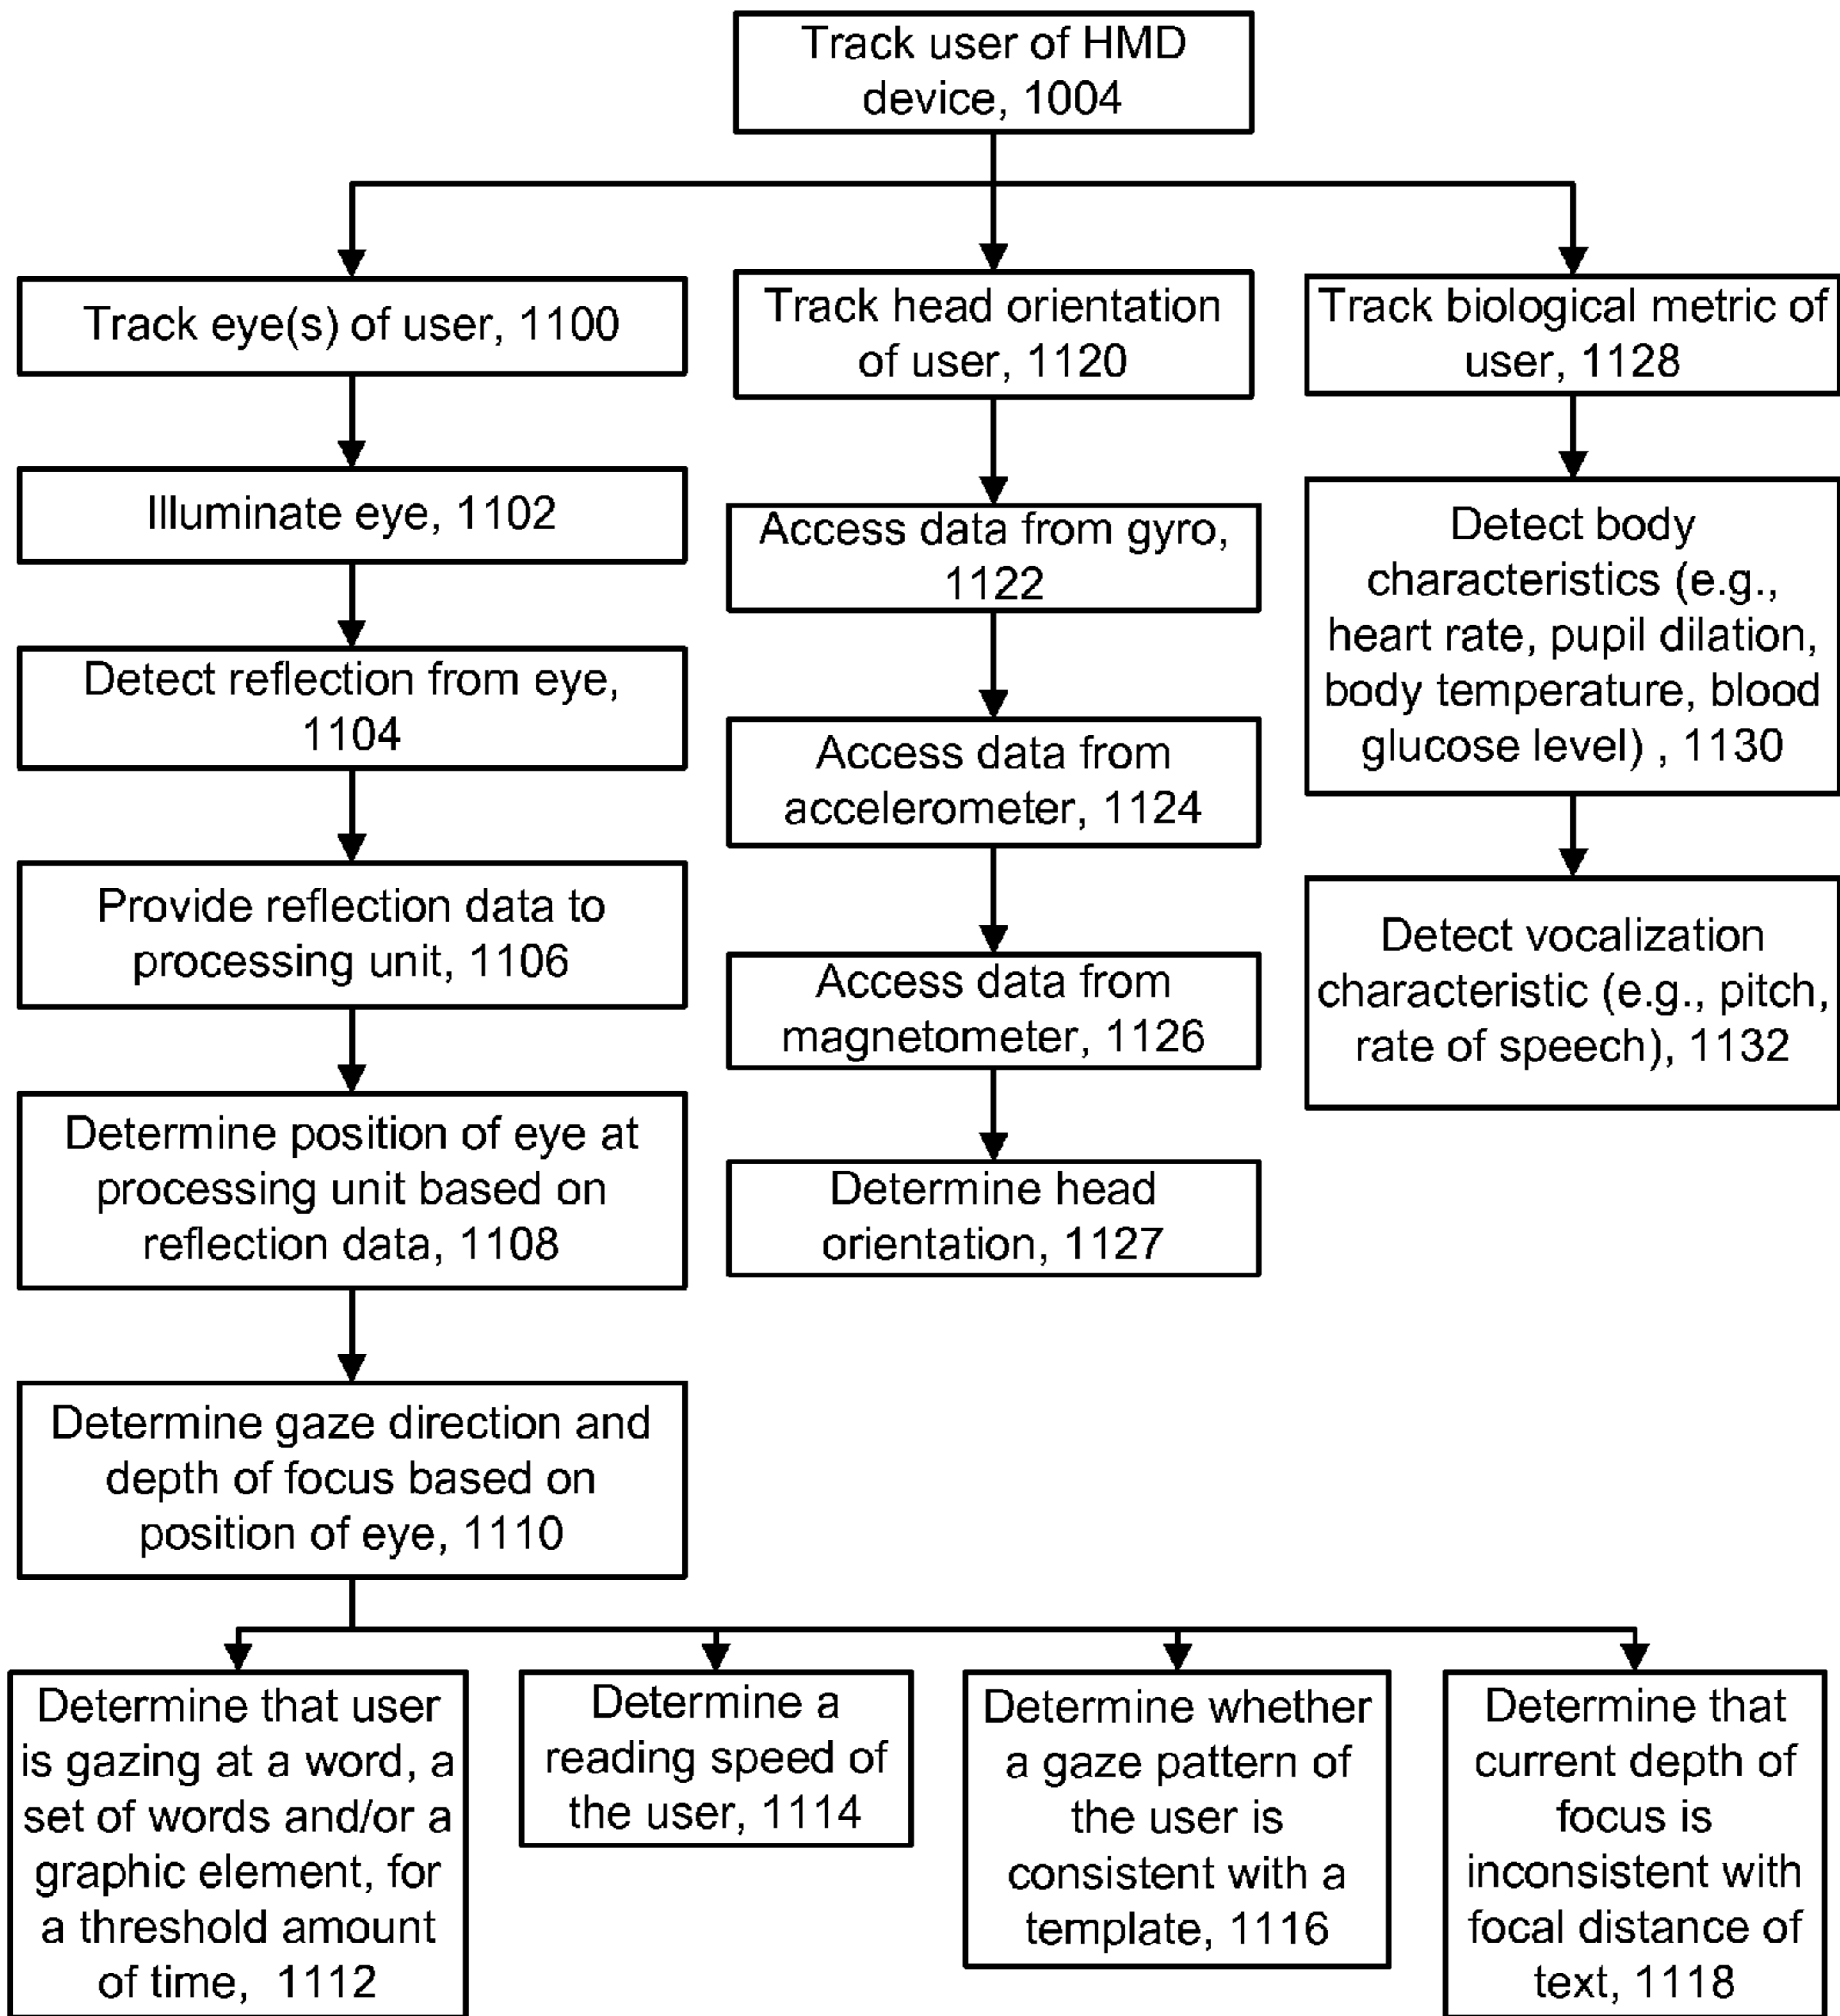 Track user of HMD
device, 1004
Track eye(s) of user, 1100
Track head orientation
of user, 1120
Track biological metric of
user, 1128
Illuminate eye, 1102
Access data from gyro,
1122
Detect body
characteristics (e.g.,
heart rate, pupil dilation,
body temperature, blood
glucose level) , 1130
Detect reflection from eye,
1104
Access data from
accelerometer, 1124
Provide reflection data to
processing unit, 1106
Access data from
magnetometer, 1126
Detect vocalization
characteristic (e.g., pitch,
rate of speech), 1132
Determine position of eye at
processing unit based on
reflection data, 1108
Determine head
orientation, 1127
Determine gaze direction and
depth of focus based on
position of eye, 1110
Determine that user
is gazing at a word, a
set of words and/or a
graphic element, for
a threshold amount
of time, 1112
Determine a
reading speed of
the user, 1114
Determine whether
a gaze pattern of
the user is
consistent with a
template, 1116
Determine that
current depth of
focus is
inconsistent with
focal distance of
text, 1118